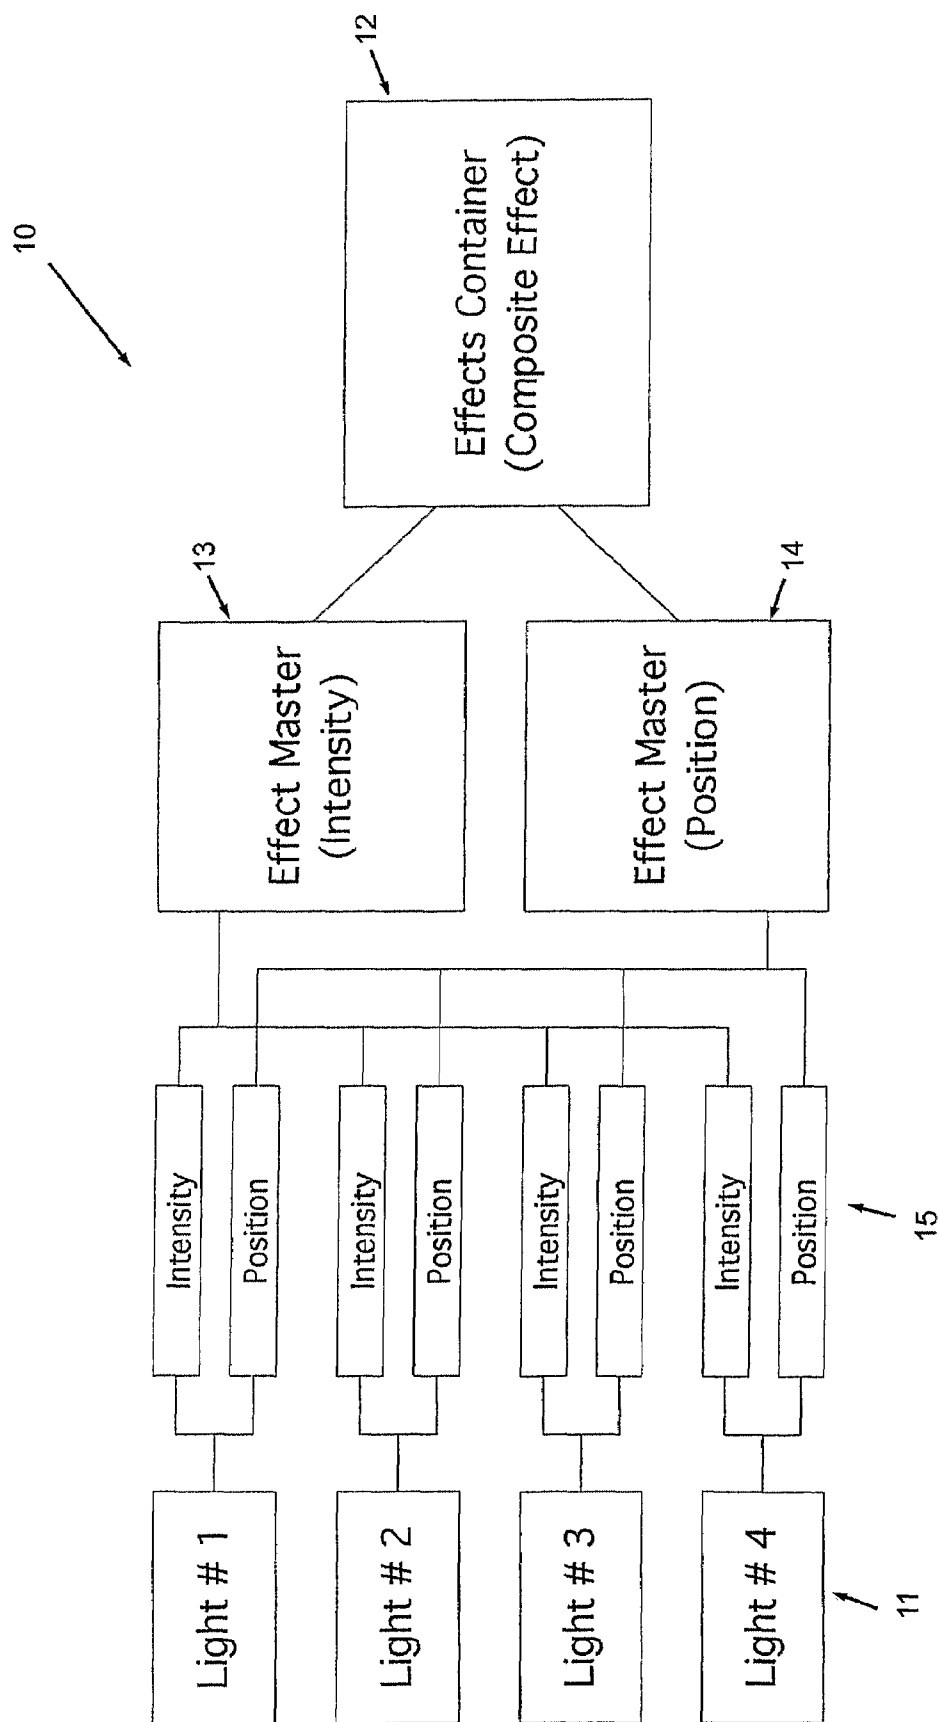 10
12
Effects Container
(Composite Effect)
13
Effect Master
(Intensity)
14
Effect Master
(Position)
Intensity
Position
Intensity
Position
Intensity
Position
Intensity
Position
15
Light # 1
Light # 2
Light # 3
Light # 4
11